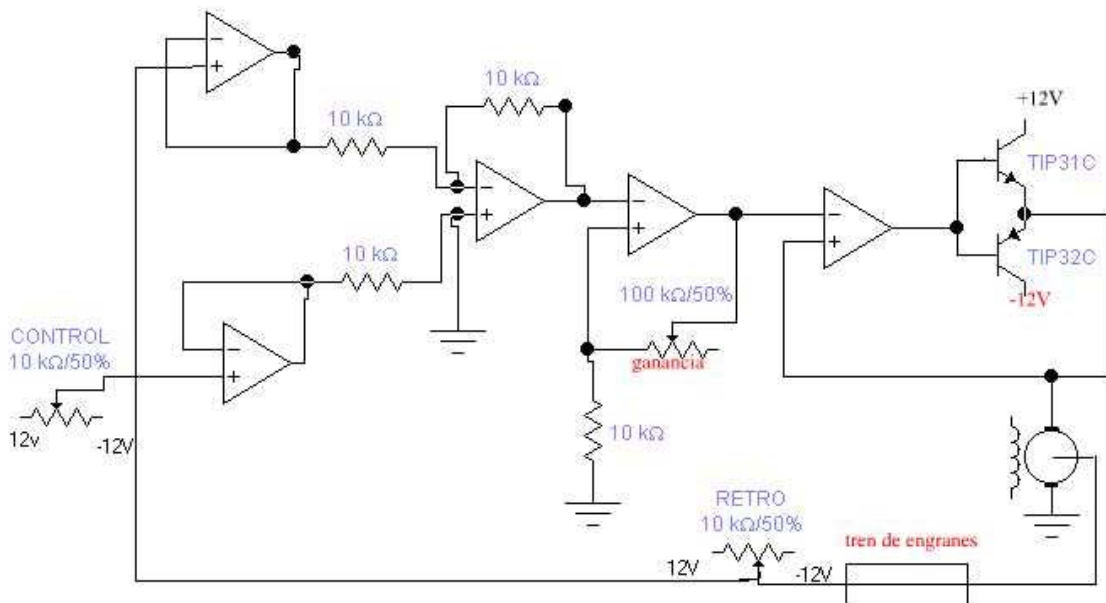 10 kΩ
10 kΩ
+12V
TIP31C
TIP32C
-12V
10 kΩ
100 kΩ/50%
ganancia
CONTROL
10 kΩ/50%
12v
-12V
10 kΩ
RETRO
10 kΩ/50%
12V
-12V
tren de engranes